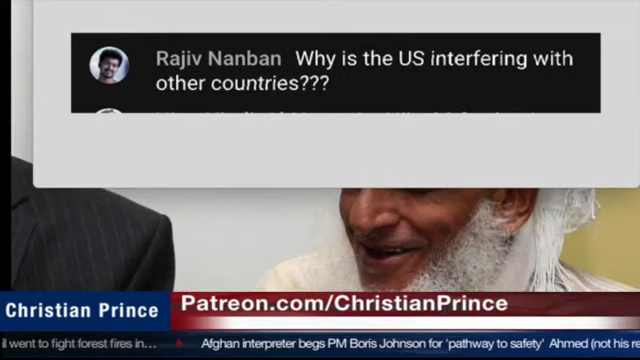 Rajiv Nanban Why is the US interfering with
other countries???
Christian Prince
Patreon.com/ChristianPrince
il went to fight forest fires in... Afghan interpreter begs PM Boris Johnson for 'pathway to safety' Ahmed (not his re